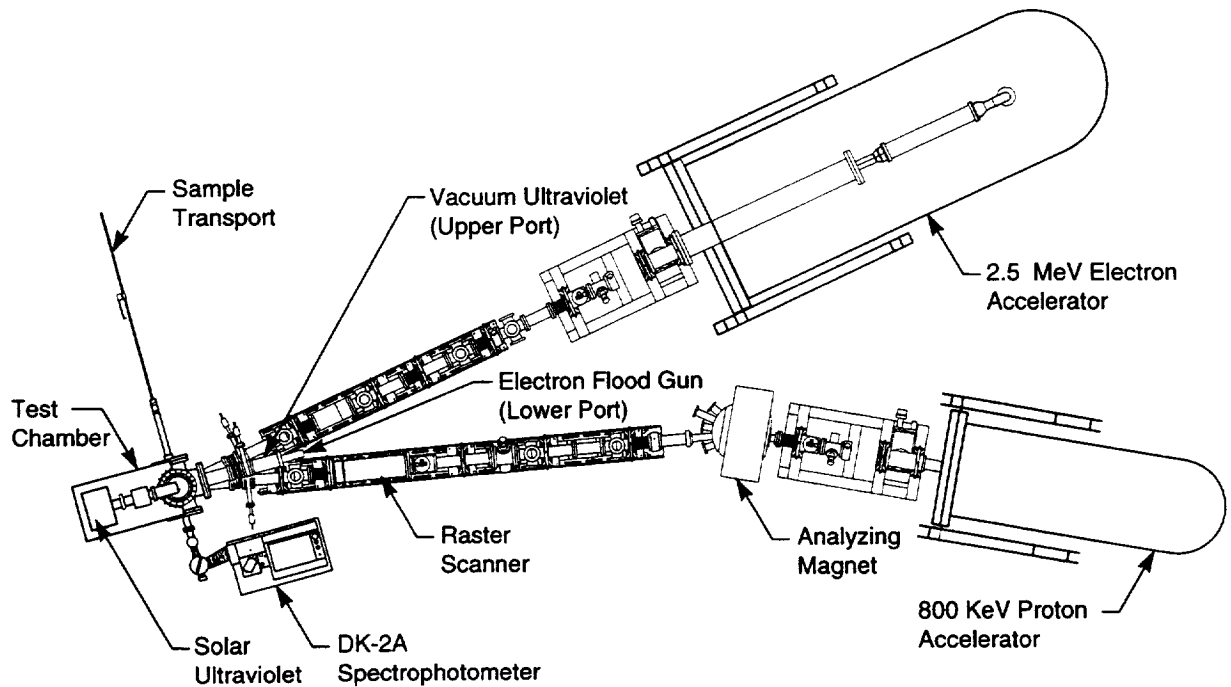 Sample
Transport
Vacuum Ultraviolet
(Upper Port)
2.5 MeV Electron
Accelerator
Electron Flood Gun
(Lower Port)
Test
Chamber
Raster
Scanner
Analyzing
Magnet
800 KeV Proton
Accelerator
Solar
Ultraviolet
DK-2A
Spectrophotometer